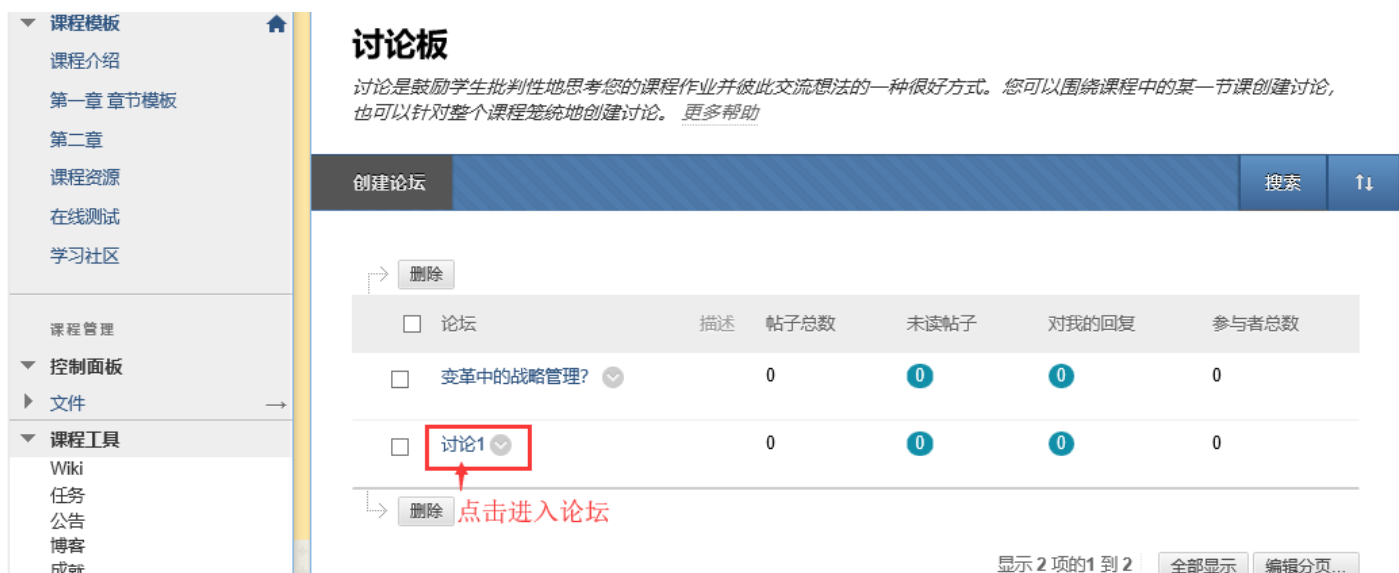 课程模板
课程介绍
第一章 章节模板
第二章
课程资源
在线测试
学习社区
课程管理
控制面板
文件
课程工具
Wiki
任务
公告
博客
成就
讨论板
讨论是鼓励学生批判性地思考您的课程作业并彼此交流想法的一种很好方式。您可以围绕课程中的某一节课创建讨论，
也可以针对整个课程笼统地创建讨论。 更多帮助
创建论坛 搜索
删除
论坛 描述 帖子总数 未读帖子 对我的回复 参与者总数
变革中的战略管理? 0 0 0 0
讨论1 0 0 0 0
删除 点击进入论坛
显示 2 项的1 到 2 全部显示 编辑分页...